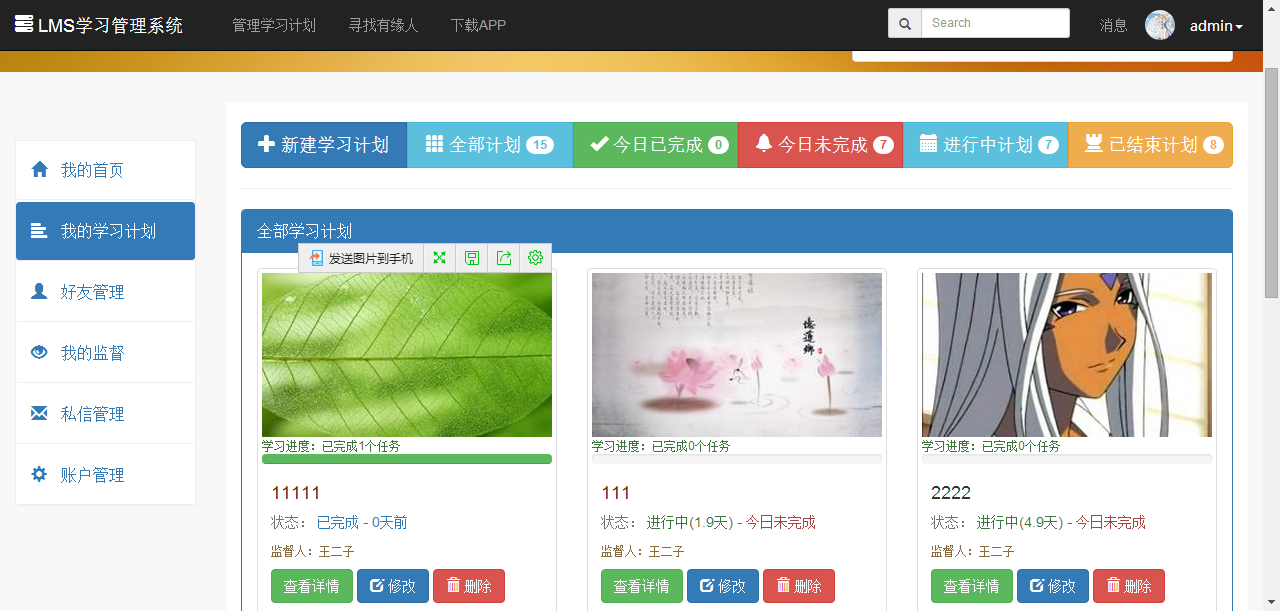 LMS学习管理系统 管理学习计划 寻找有缘人 下载APP Search 消息 admin
新建学习计划 全部计划 15 今日已完成 0 今日未完成 7 进行中计划 7 已结束计划 8
我的首页
我的学习计划
好友管理
我的监督
私信管理
账户管理
全部学习计划
发送图片到手机
憶蓮鄉
学习进度：已完成1个任务 学习进度：已完成0个任务 学习进度：已完成0个任务
11111 111 2222
状态： 已完成 - 0天前 状态： 进行中(1.9天) - 今日未完成 状态： 进行中(4.9天) - 今日未完成
监督人：王二子 监督人：王二子 监督人：王二子
查看详情 修改 删除 查看详情 修改 删除 查看详情 修改 删除